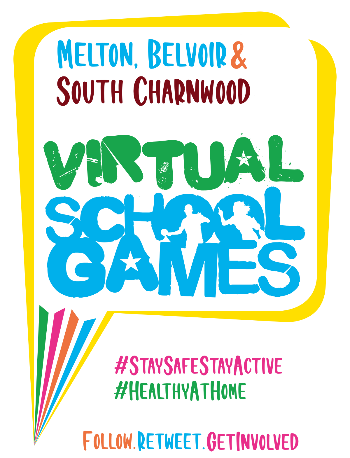 Melton, Belvoir &
South Charnwood
VIRTUAL
SCHOOL
GAMES
#StaySafeStayActive
#HealthyAtHome
Follow.Retweet.GetInvolved